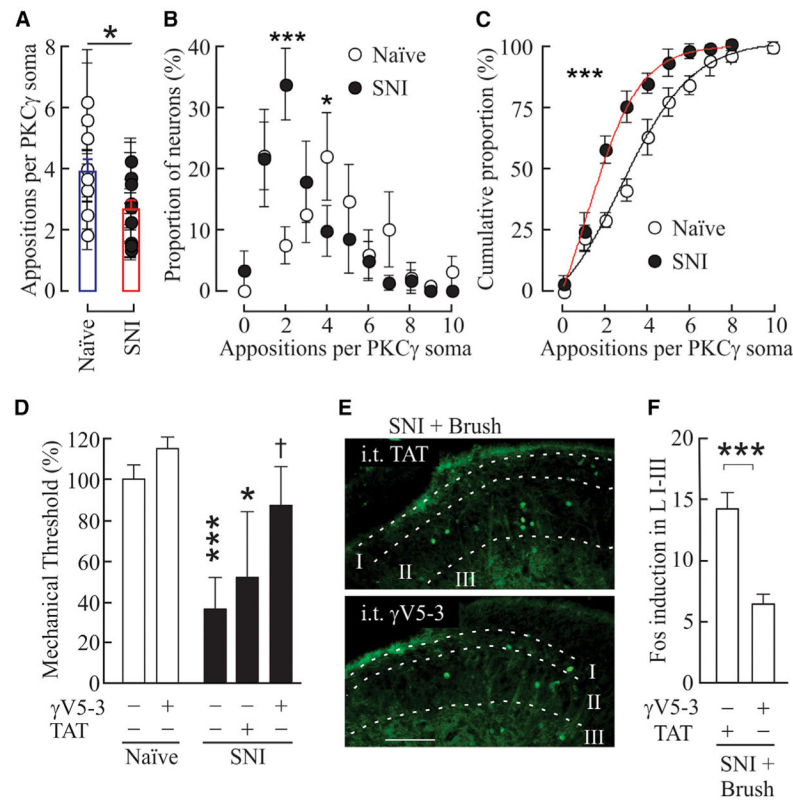 A
*
Appositions per PKCγ soma
8
6
4
2
0
Naïve
SNI
B
***
*
Naïve
SNI
Proportion of neurons (%)
40
30
20
10
0
0 2 4 6 8 10
Appositions per PKCγ soma
C
***
Naïve
SNI
Cumulative proportion (%)
100
75
50
25
0
0 2 4 6 8 10
Appositions per PKCγ soma
D
Mechanical Threshold (%)
120
100
80
60
40
20
0
***
*
†
γV5-3 − + − − +
TAT − − − + −
Naïve SNI
E
SNI + Brush
i.t. TAT
I
II
III
i.t. γV5-3
I
II
III
F
***
Fos induction in L I-III
20
15
10
5
0
γV5-3 − +
TAT + −
SNI +
Brush